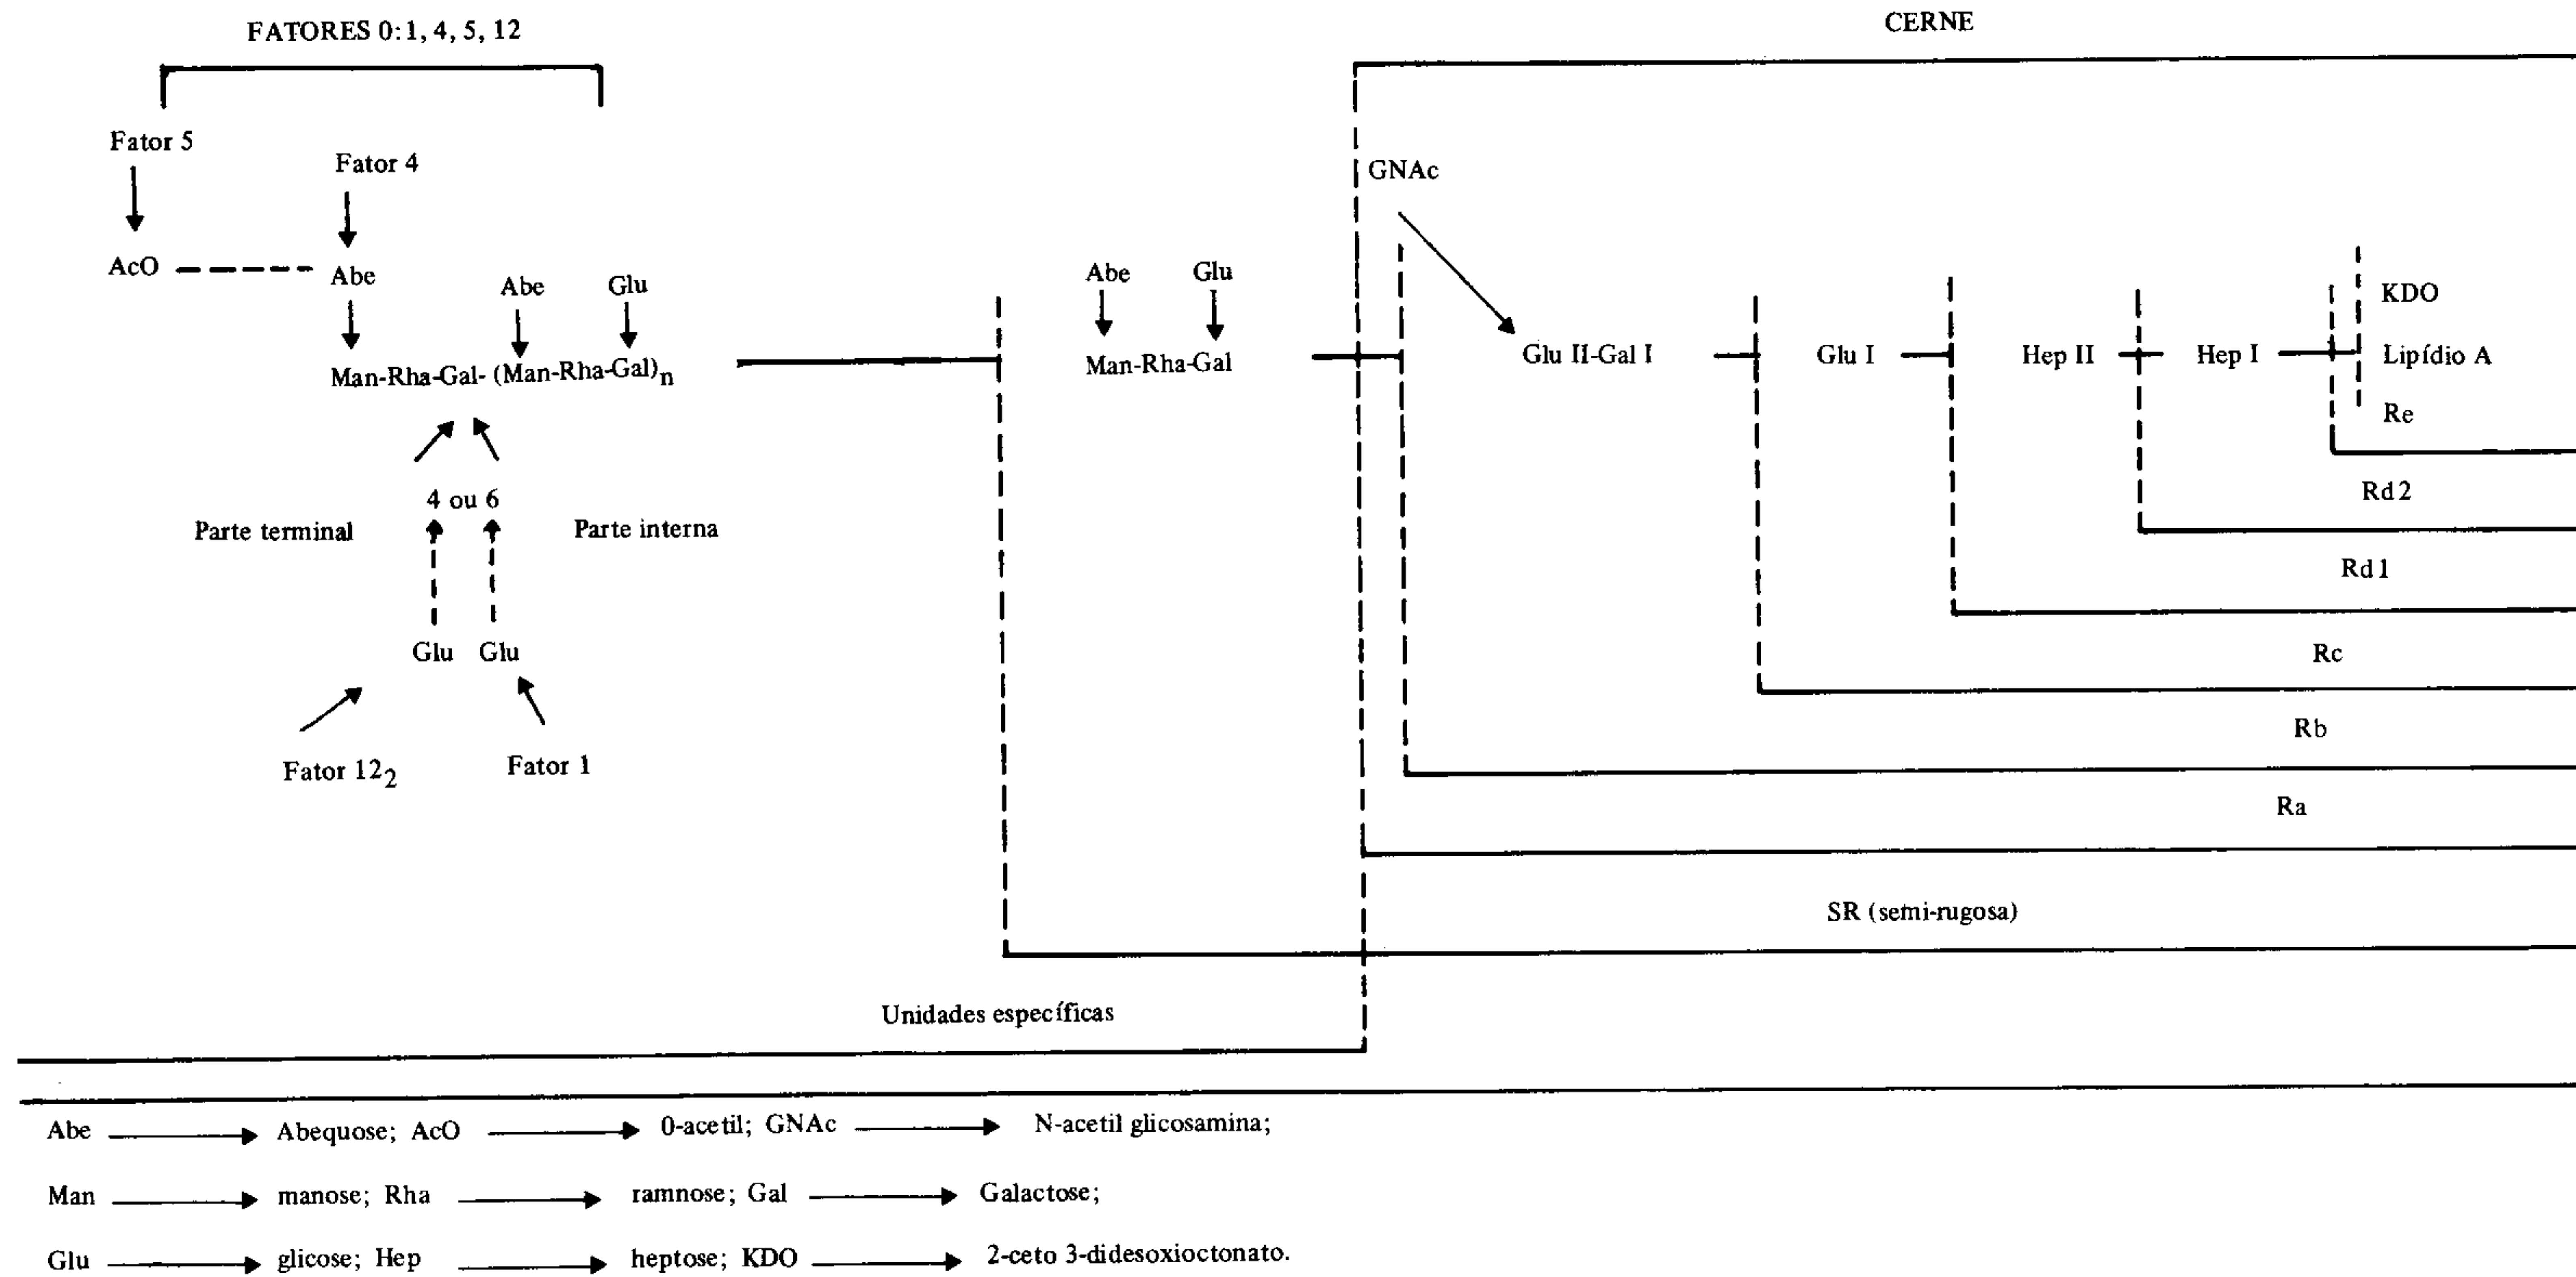 CERNE
FATORES 0:1, 4, 5, 12
Fator 5
Fator 4
GNAc
AcO
Abe
Abe
Glu
Abe
Glu
KDO
Man-Rha-Gal- (Man-Rha-Gal)n
Man-Rha-Gal
Glu II-Gal I
Glu I
Hep II
Hep I
Lipídio A
Re
4 ou 6
Rd2
Parte terminal
Parte interna
Rd1
Glu Glu
Rc
Rb
Fator 122
Fator 1
Ra
SR (semi-rugosa)
Unidades específicas
Abe Abequose; AcO 0-acetil; GNAc N-acetil glicosamina;
Man manose; Rha ramnose; Gal Galactose;
Glu glicose; Hep heptose; KDO 2-ceto 3-didesoxioctonato.